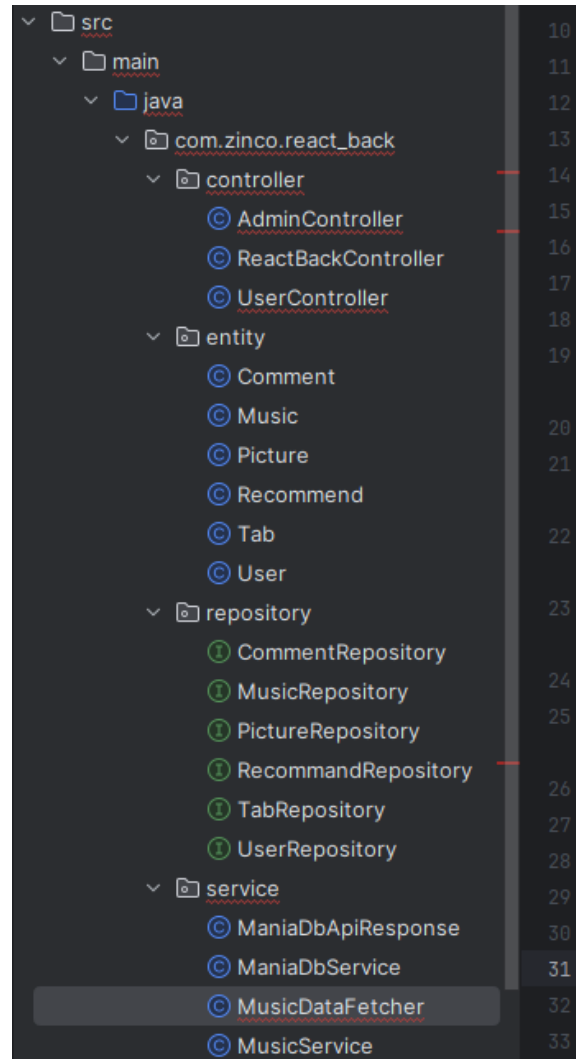 src
main
java
com.zinco.react_back
controller
AdminController
ReactBackController
UserController
entity
Comment
Music
Picture
Recommend
Tab
User
repository
CommentRepository
MusicRepository
PictureRepository
RecommandRepository
TabRepository
UserRepository
service
ManiaDbApiResponse
ManiaDbService
MusicDataFetcher
MusicService
10
11
12
13
14
15
16
17
18
19
20
21
22
23
24
25
26
27
28
29
30
31
32
33